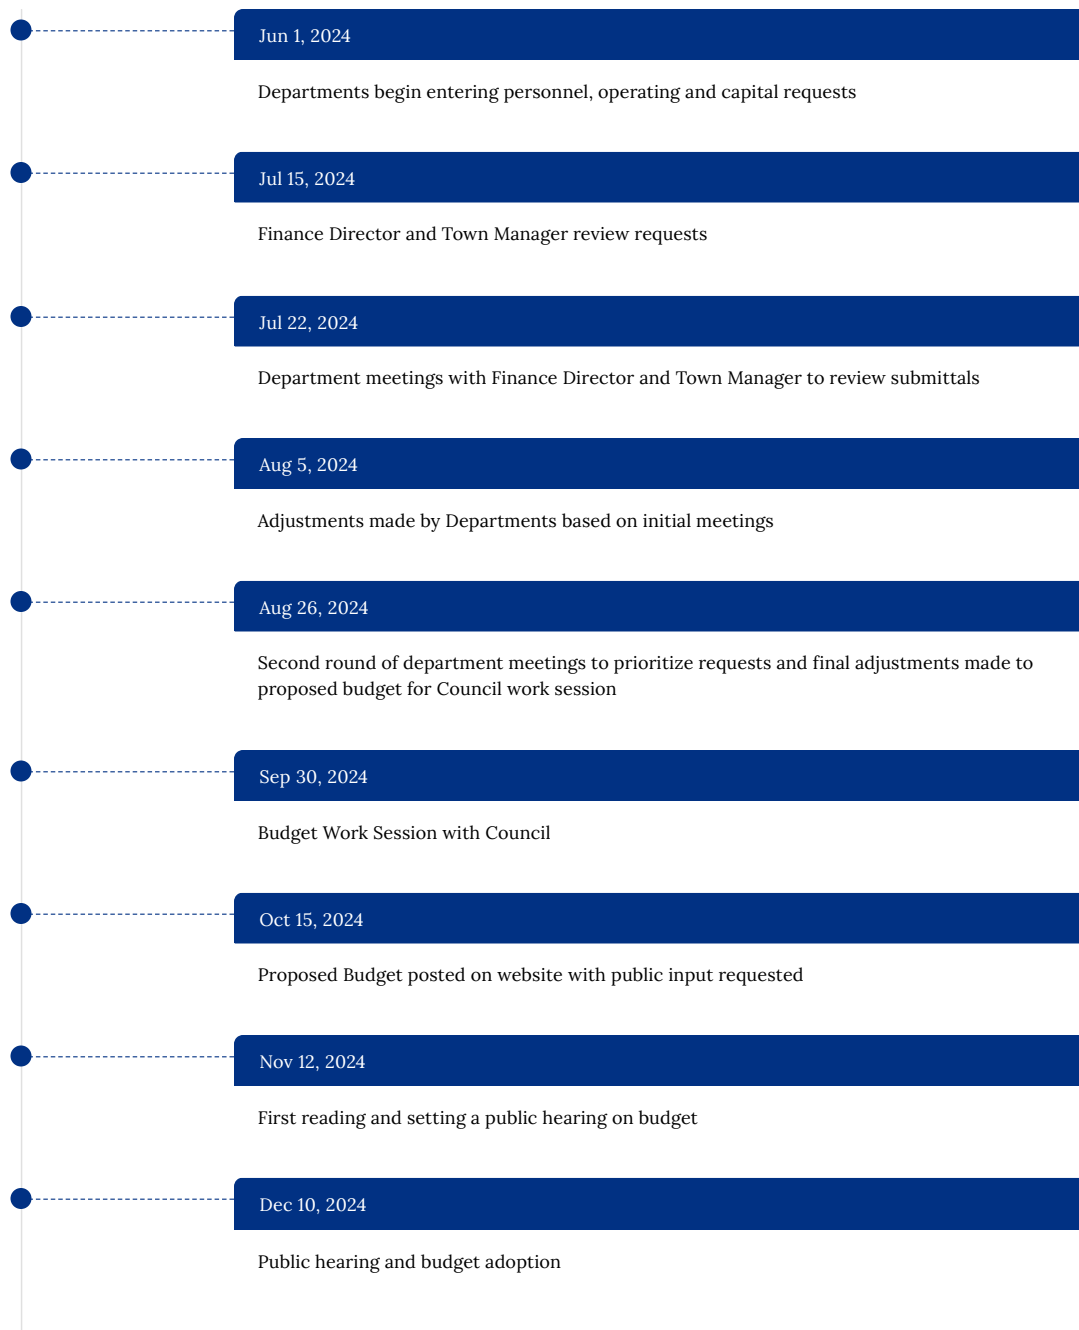 Jun 1, 2024
Departments begin entering personnel, operating and capital requests
Jul 15, 2024
Finance Director and Town Manager review requests
Jul 22, 2024
Department meetings with Finance Director and Town Manager to review submittals
Aug 5, 2024
Adjustments made by Departments based on initial meetings
Aug 26, 2024
Second round of department meetings to prioritize requests and final adjustments made to
proposed budget for Council work session
Sep 30, 2024
Budget Work Session with Council
Oct 15, 2024
Proposed Budget posted on website with public input requested
Nov 12, 2024
First reading and setting a public hearing on budget
Dec 10, 2024
Public hearing and budget adoption